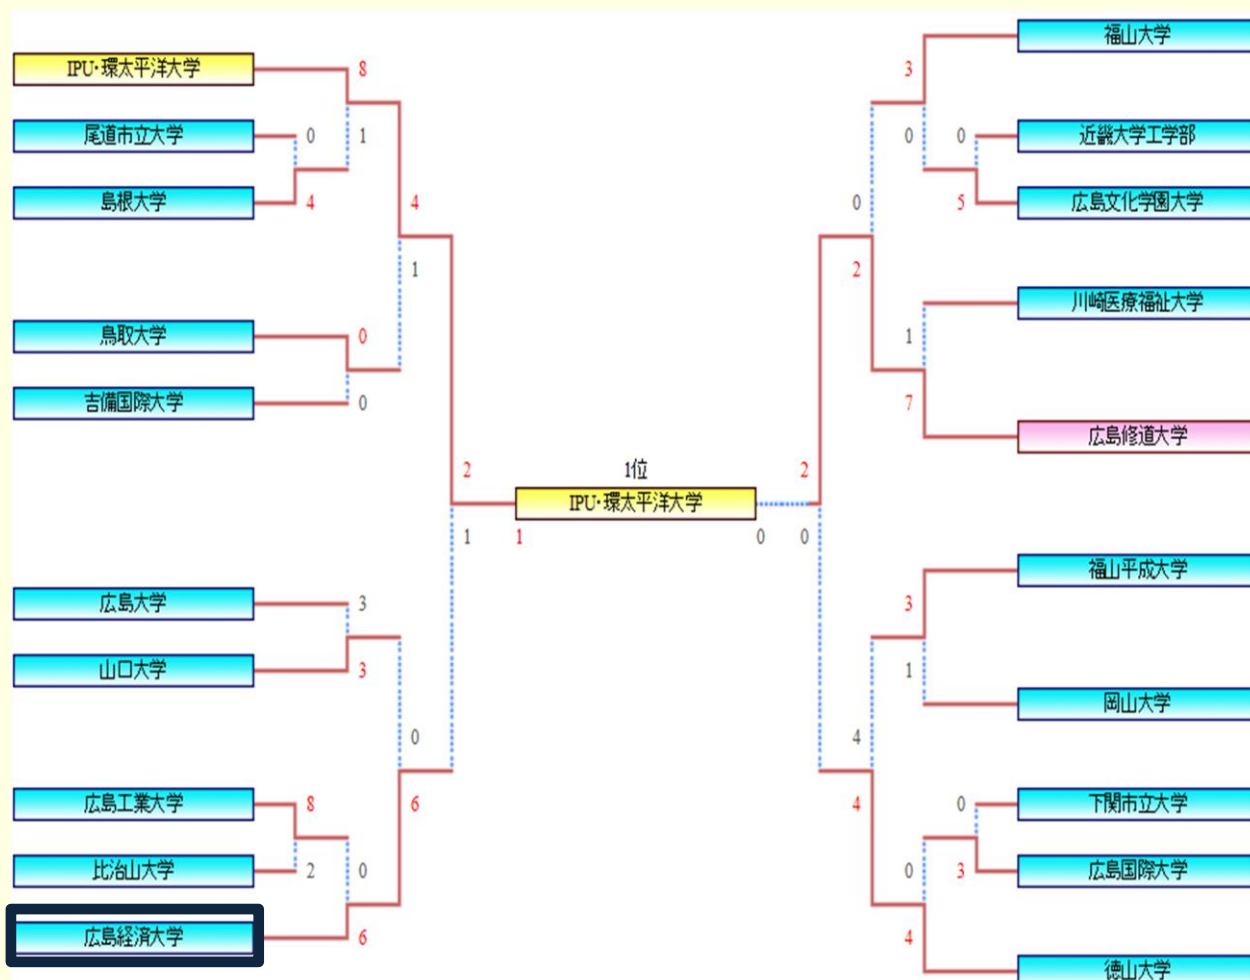 IPU・環太平洋大学
8
尾道市立大学
0
1
島根大学
4
4
1
鳥取大学
0
吉備国際大学
0
2
1
広島大学
3
山口大学
3
0
広島工業大学
8
6
比治山大学
2
0
広島経済大学
6
1位
IPU・環太平洋大学
1
0
福山大学
3
近畿大学工学部
0
0
広島文化学園大学
5
0
2
川崎医療福祉大学
1
広島修道大学
7
2
0
福山平成大学
3
岡山大学
1
4
下関市立大学
0
4
広島国際大学
3
0
徳山大学
4